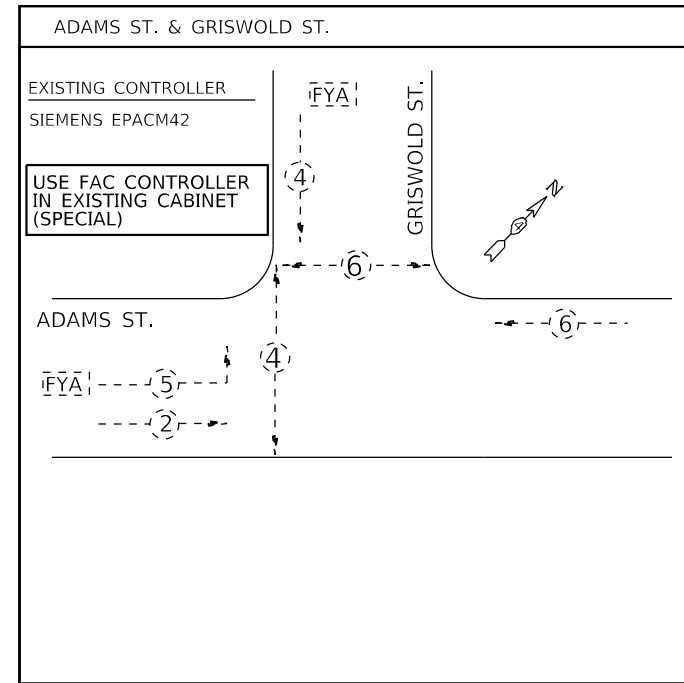 ADAMS ST. & GRISWOLD ST.
EXISTING CONTROLLER
SIEMENS EPACM42
USE FAC CONTROLLER
IN EXISTING CABINET
(SPECIAL)
FYA
4
GRISWOLD ST.
N
4
6
ADAMS ST.
6
4
FYA
5
2